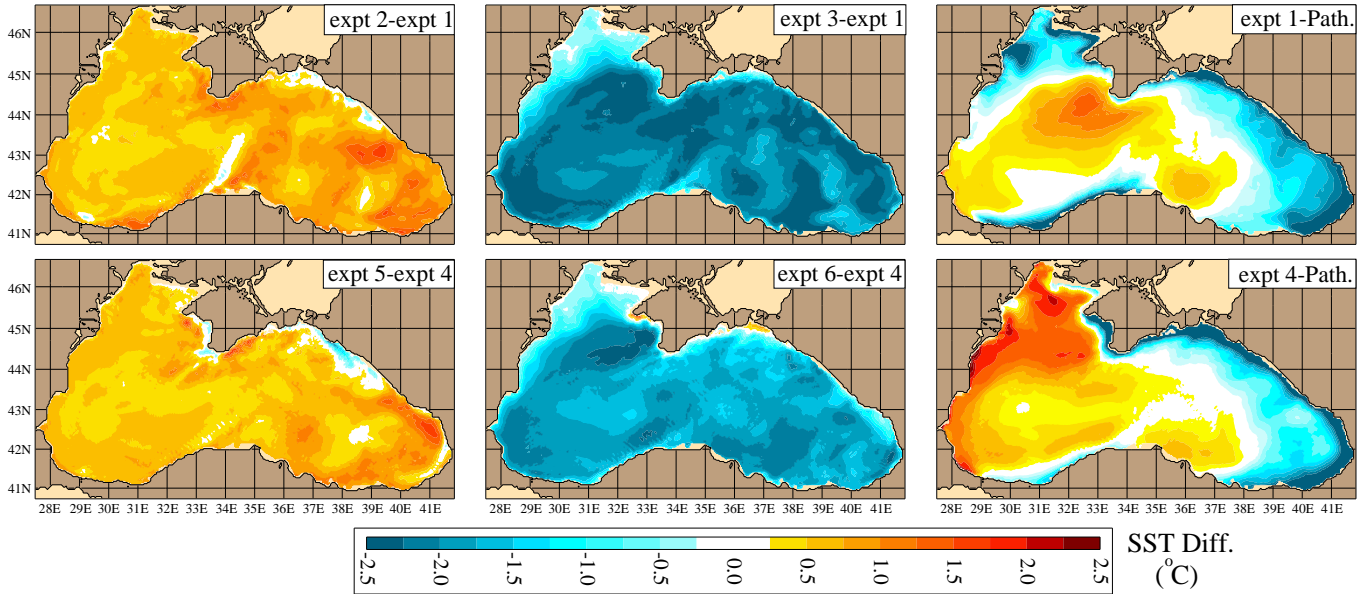 expt 2-expt 1
expt 3-expt 1
expt 1-Path.
46N
45N
44N
43N
42N
41N
expt 5-expt 4
expt 6-expt 4
expt 4-Path.
46N
45N
44N
43N
42N
41N
28E 29E 30E 31E 32E 33E 34E 35E 36E 37E 38E 39E 40E 41E
28E 29E 30E 31E 32E 33E 34E 35E 36E 37E 38E 39E 40E 41E
28E 29E 30E 31E 32E 33E 34E 35E 36E 37E 38E 39E 40E 41E
-2.5 -2.0 -1.5 -1.0 -0.5 0.0 0.5 1.0 1.5 2.0 2.5
SST Diff.
(°C)